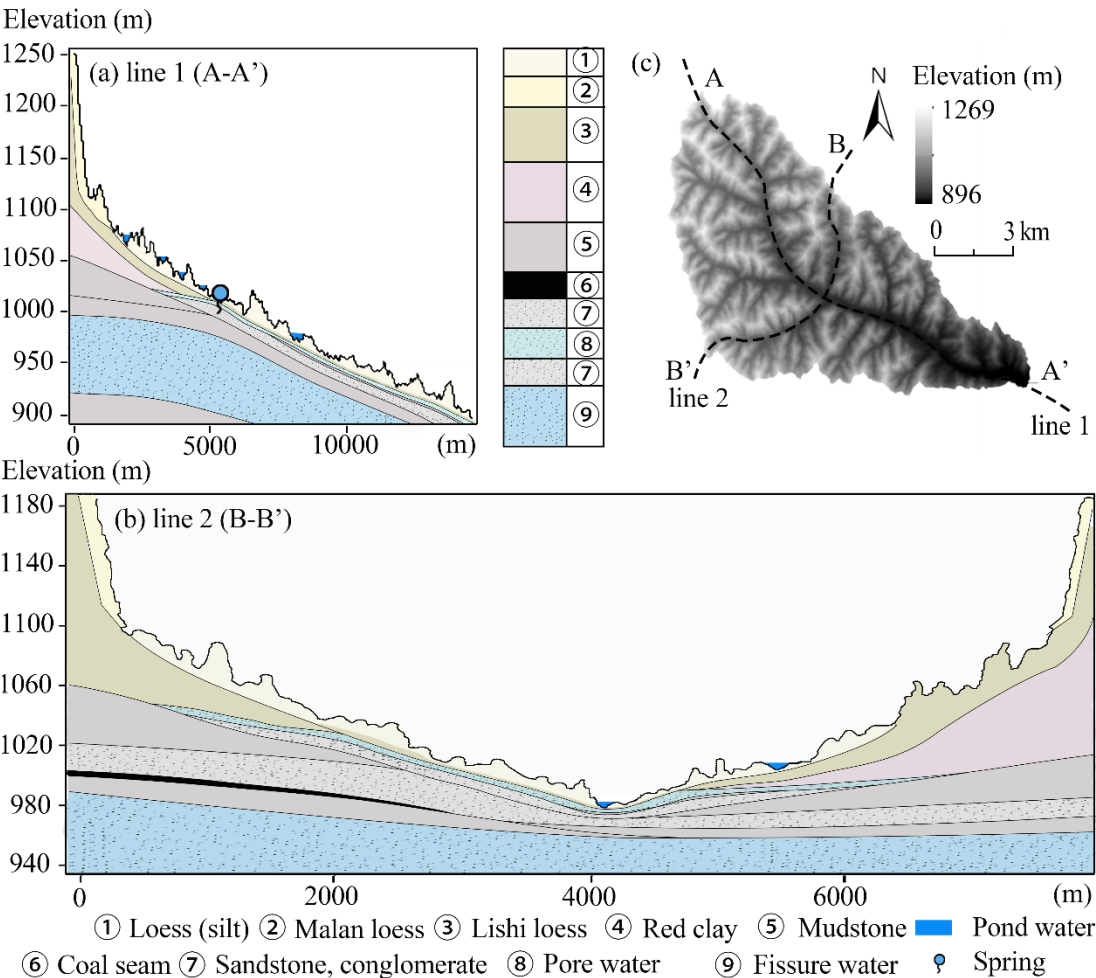 Elevation (m)
(a) line 1 (A-A’)
1250
1200
1150
1100
1050
1000
950
900
0 5000 10000 (m)
①
②
③
④
⑤
⑥
⑦
⑧
⑦
⑨
(c)
N
Elevation (m)
1269
896
0 3 km
A
B
B’
line 2
A’
line 1
Elevation (m)
(b) line 2 (B-B’)
1180
1140
1100
1060
1020
980
940
0 2000 4000 6000 (m)
① Loess (silt) ② Malan loess ③ Lishi loess ④ Red clay ⑤ Mudstone Pond water
⑥ Coal seam ⑦ Sandstone, conglomerate ⑧ Pore water ⑨ Fissure water Spring